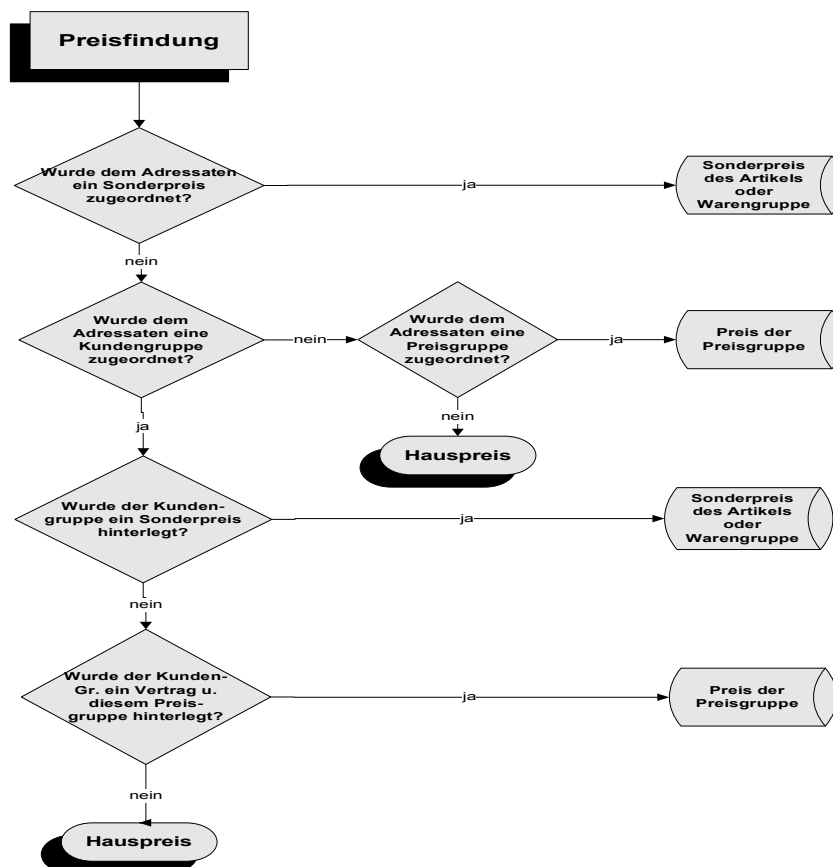 Preisfindung
Wurde dem Adressaten
ein Sonderpreis
zugeordnet?
ja
Sonderpreis
des Artikels
oder
Warengruppe
nein
Wurde dem
Adressaten eine
Kundengruppe
zugeordnet?
nein
Wurde dem
Adressaten eine
Preisgruppe
zugeordnet?
ja
Preis der
Preisgruppe
ja
nein
Hauspreis
Wurde der Kunden-
gruppe ein Sonderpreis
hinterlegt?
ja
Sonderpreis
des Artikels
oder
Warengruppe
nein
Wurde der Kunden-
Gr. ein Vertrag u.
diesem Preis-
gruppe hinterlegt?
ja
Preis der
Preisgruppe
nein
Hauspreis